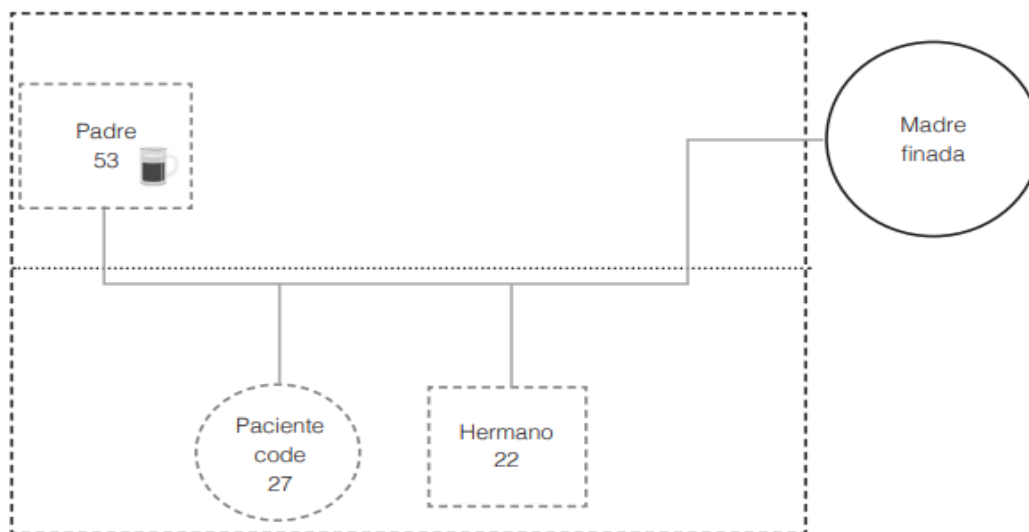 Padre
53
Madre
finada
Paciente
code
27
Hermano
22